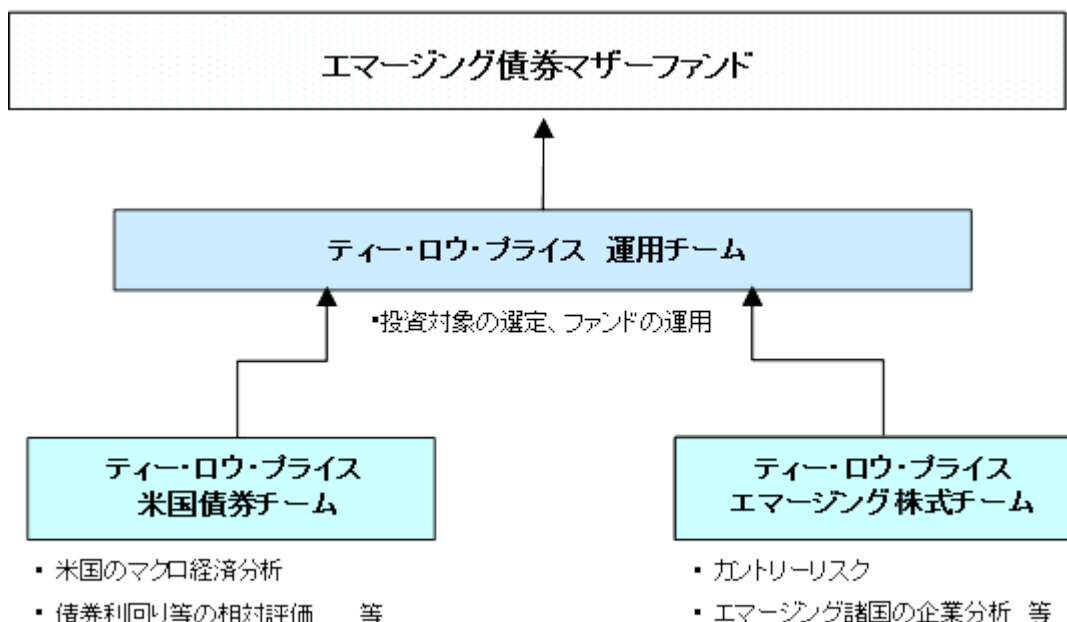 エマージング債券マザーファンド
ティー・ロウ・プライス 運用チーム
▪投資対象の選定、ファンドの運用
ティー・ロウ・プライス
米国債券チーム
ティー・ロウ・プライス
エマージング株式チーム
▪ 米国のマクロ経済分析
▪ 債券利回り等の相対評価 等
▪ カントリーリスク
▪ エマージング諸国の企業分析 等